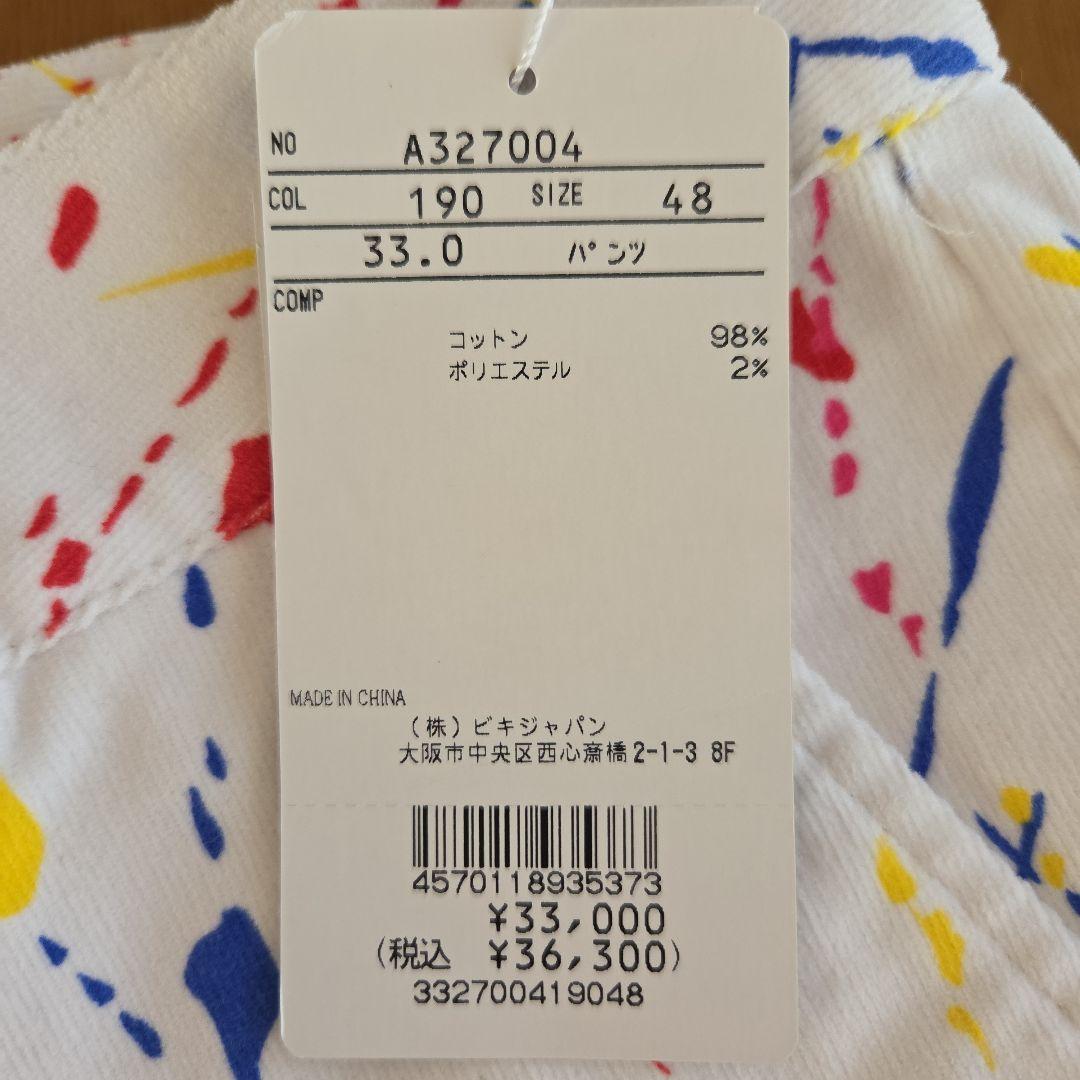 NO A327004
COL 190 SIZE 48
33.0 パンツ
COMP
コットン 98%
ポリエステル 2%
MADE IN CHINA
(株)ビキジャパン
大阪市中央区西心斎橋2-1-3 8F
4570118935373
¥33,000
(税込 ¥36,300)
332700419048